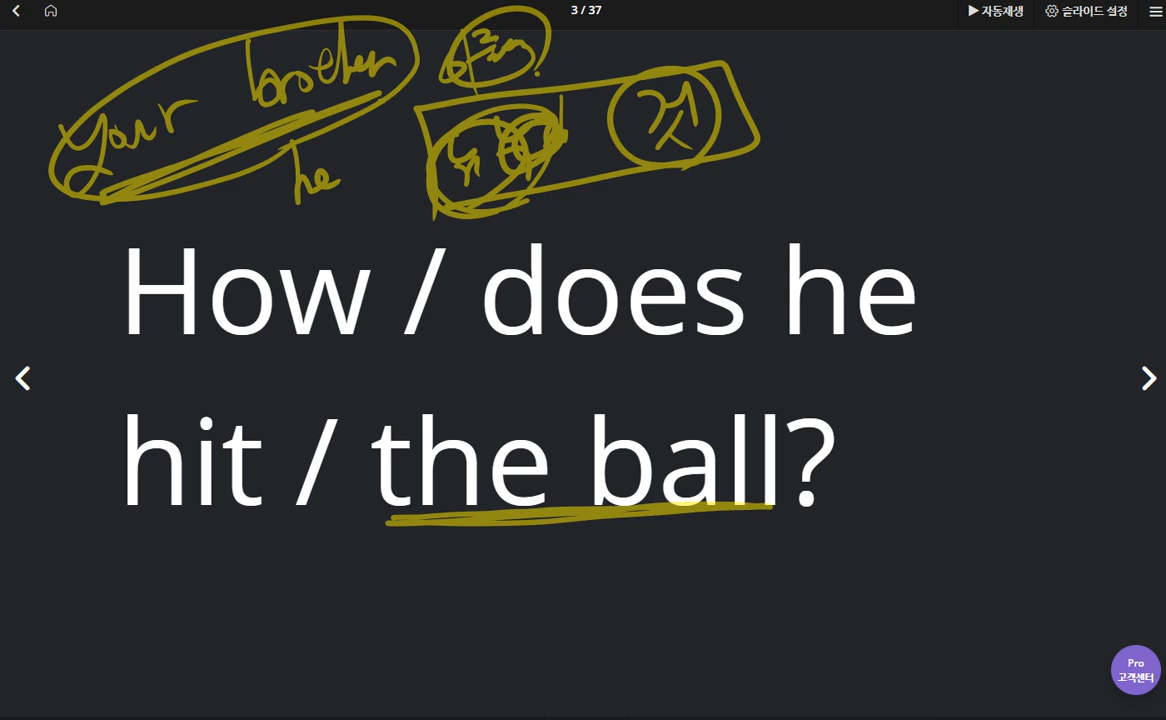 3 / 37
▶ 자동재생
슬라이드 설정
your brother
he
것
How / does he
hit / the ball?
Pro
고객센터